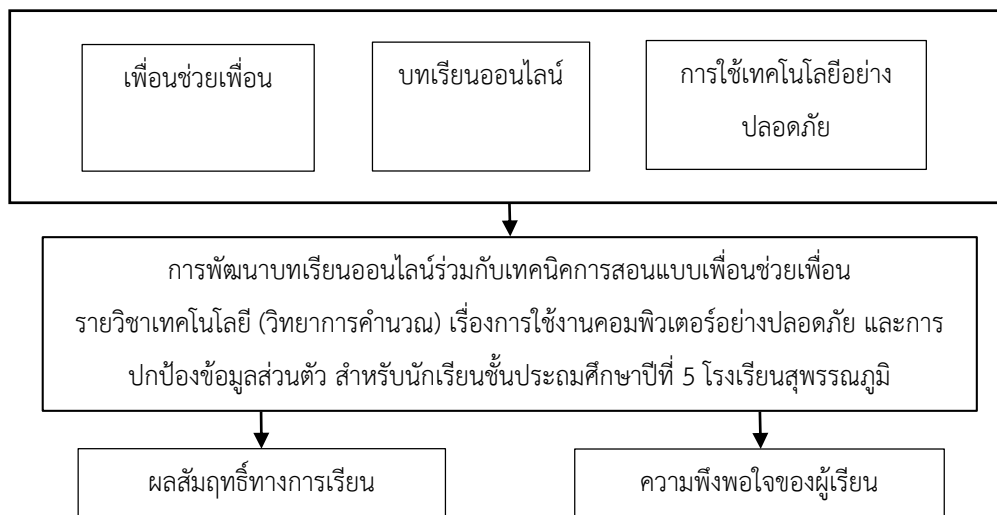 เพื่อนช่วยเพื่อน
บทเรียนออนไลน์
การใช้เทคโนโลยีอย่าง
ปลอดภัย
การพัฒนาบทเรียนออนไลน์ร่วมกับเทคนิคการสอนแบบเพื่อนช่วยเพื่อน
รายวิชาเทคโนโลยี (วิทยาการคำนวณ) เรื่องการใช้งานคอมพิวเตอร์อย่างปลอดภัย และการ
ปกป้องข้อมูลส่วนตัว สำหรับนักเรียนชั้นประถมศึกษาปีที่ 5 โรงเรียนสุพรรณภูมิ
ผลสัมฤทธิ์ทางการเรียน
ความพึงพอใจของผู้เรียน